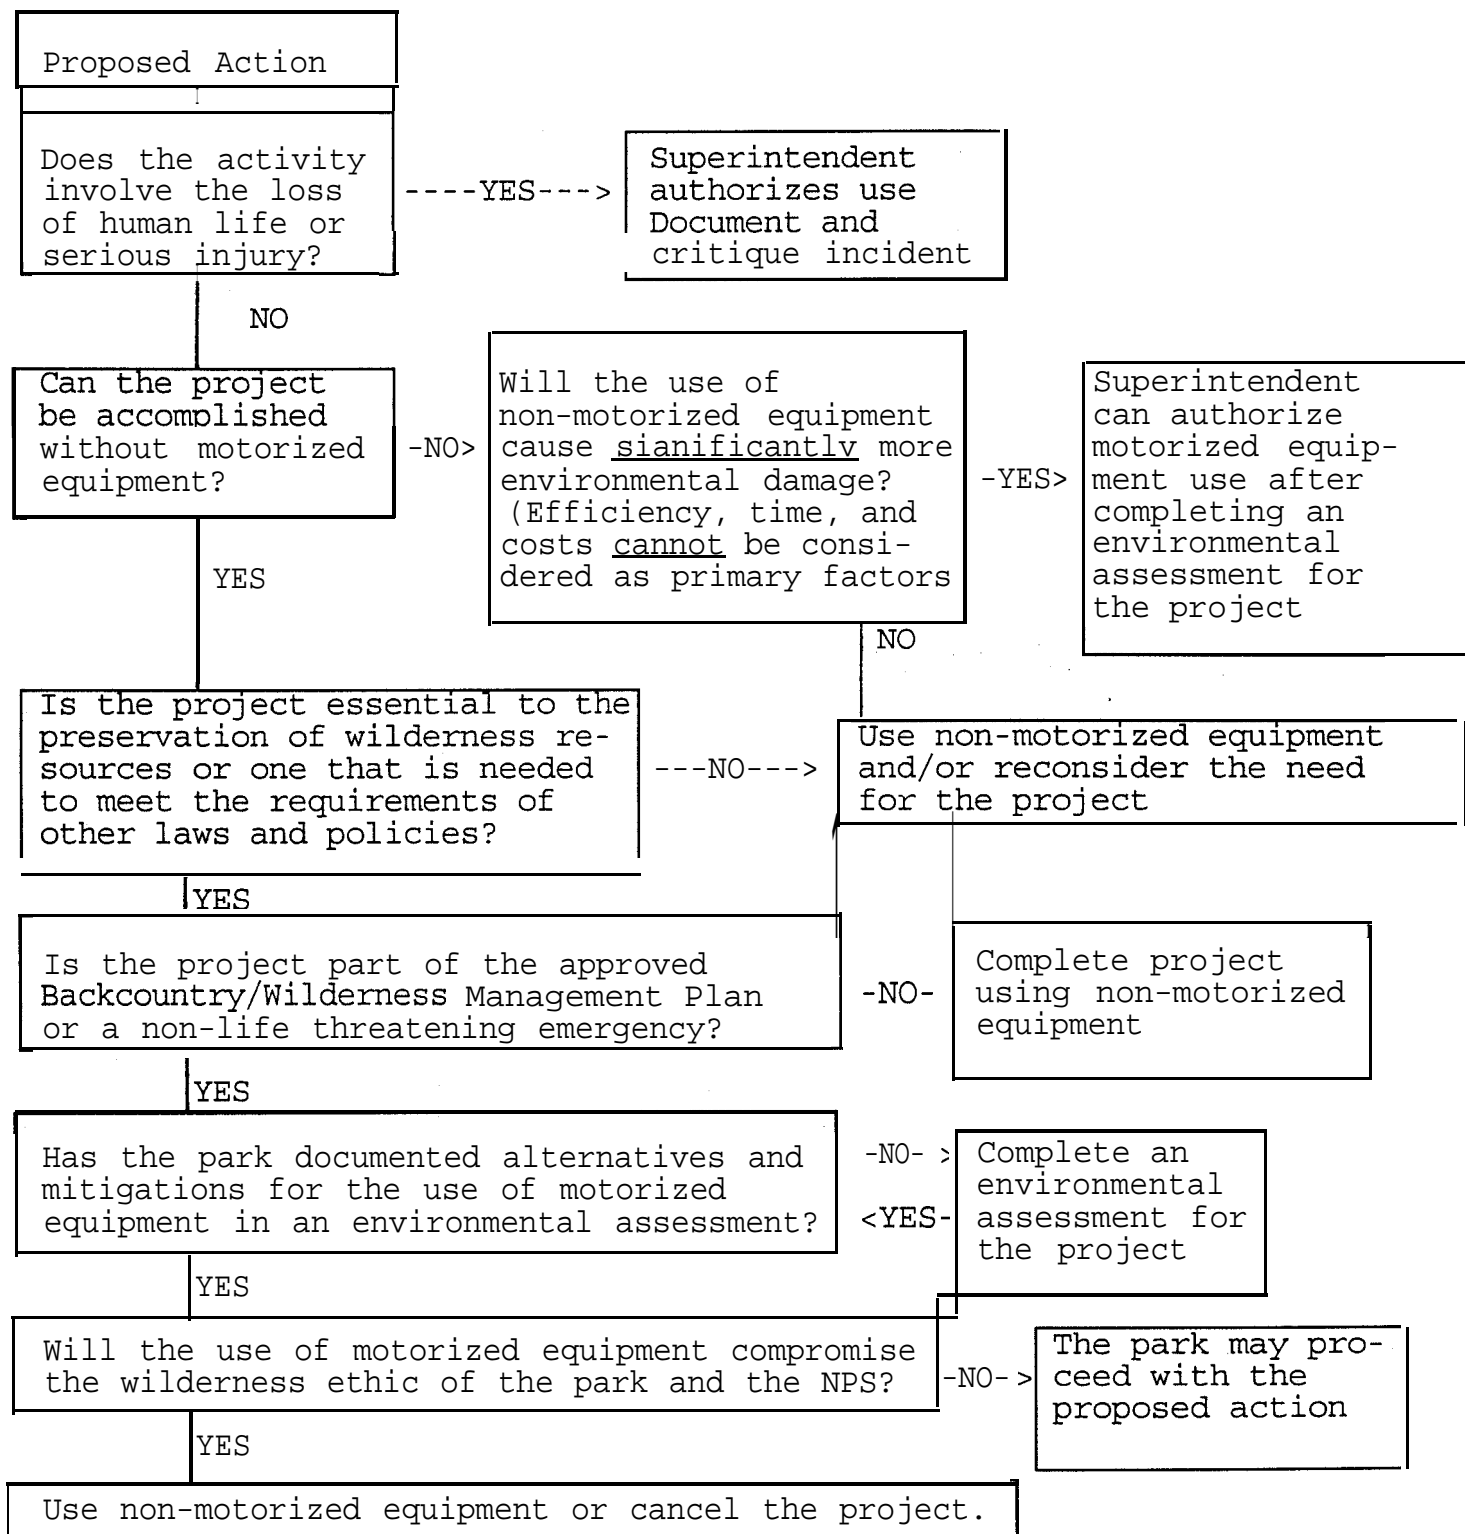 Proposed Action
Does the activity
involve the loss
of human life or
serious injury?
----YES--->
Superintendent
authorizes use
Document and
critique incident
NO
Can the project
be accomplished
without motorized
equipment?
-NO>
Will the use of
non-motorized equipment
cause sianificantlv more
environmental damage?
(Efficiency, time, and
costs cannot be consi-
dered as primary factors
-YES>
Superintendent
can authorize
motorized equip-
ment use after
completing an
environmental
assessment for
the project
YES
NO
Is the project essential to the
preservation of wilderness re-
sources or one that is needed
to meet the requirements of
other laws and policies?
---NO--->
Use non-motorized equipment
and/or reconsider the need
for the project
YES
Is the project part of the approved
Backcountry/Wilderness Management Plan
or a non-life threatening emergency?
-NO-
Complete project
using non-motorized
equipment
YES
Has the park documented alternatives and
mitigations for the use of motorized
equipment in an environmental assessment?
-NO- >
<YES-
Complete an
environmental
assessment for
the project
YES
Will the use of motorized equipment compromise
the wilderness ethic of the park and the NPS?
-NO- >
The park may pro-
ceed with the
proposed action
YES
Use non-motorized equipment or cancel the project.